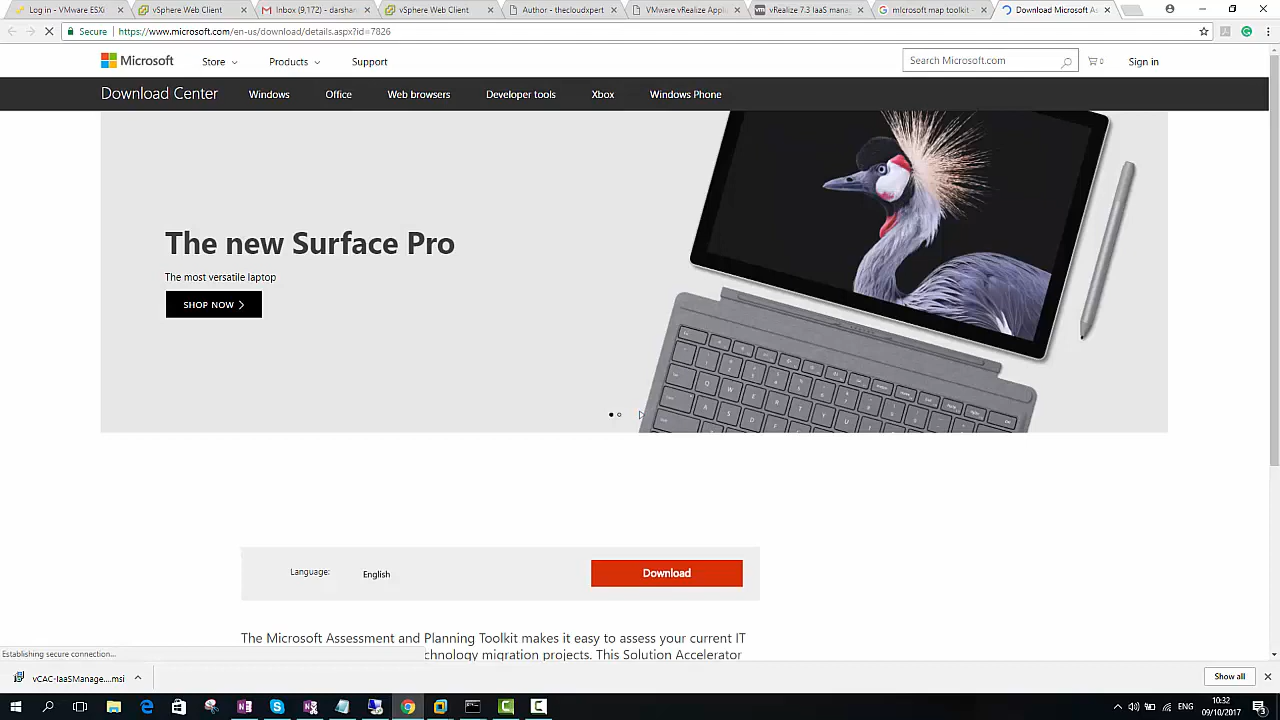 Log in - VMware ESXi
vSphere Web Client
Inbox (9,172) - darshan
vSphere Web Client
Author - thecloudxpert
VMware vRealize App
vRealize 7.3 IaaS mana
microsoft map toolkit -
Download Microsoft As
Secure
https://www.microsoft.com/en-us/download/details.aspx?id=7826
Microsoft
Store
Products
Support
Search Microsoft.com
0
Sign in
Download Center
Windows
Office
Web browsers
Developer tools
Xbox
Windows Phone
The new Surface Pro
The most versatile laptop
SHOP NOW
Language:
English
Download
The Microsoft Assessment and Planning Toolkit makes it easy to assess your current IT
chnology migration projects. This Solution Accelerator
Establishing secure connection...
vCAC-IaaSManage....msi
Show all
ENG
10:32
09/10/2017